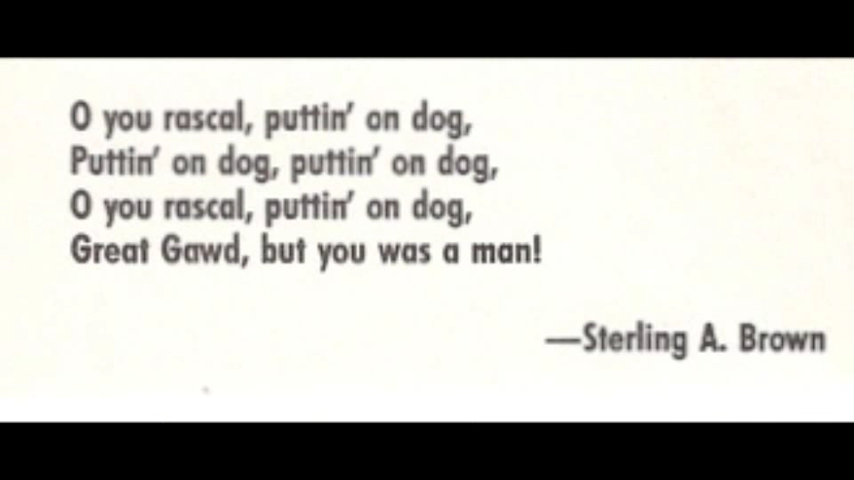 O you rascal, puttin' on dog,
Puttin' on dog, puttin' on dog,
O you rascal, puttin' on dog,
Great Gawd, but you was a man!
—Sterling A. Brown